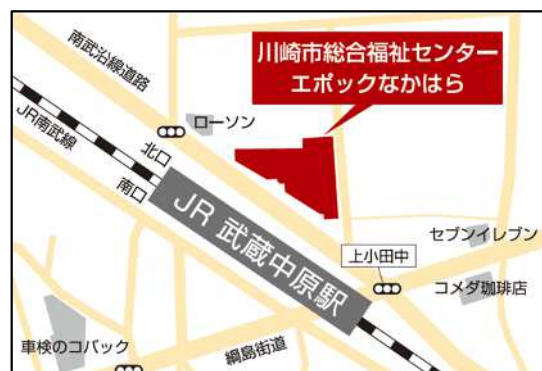 川崎市総合福祉センター
エポックなかはら
南武沿線道路
ローソン
JR南武線
北口
南口
JR 武蔵中原駅
セブンイレブン
上小田中
コメダ珈琲店
車検のコバック
綱島街道